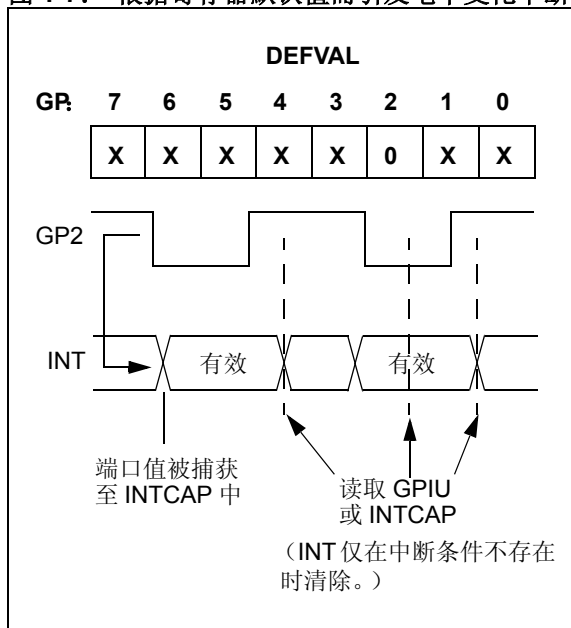 DEFVAL
GP: 7 6 5 4 3 2 1 0
X X X X X 0 X X
GP2
INT 有效 有效
端口值被捕获
至 INTCAP 中
读取 GPIU
或 INTCAP
（INT 仅在中断条件不存在
时清除。）